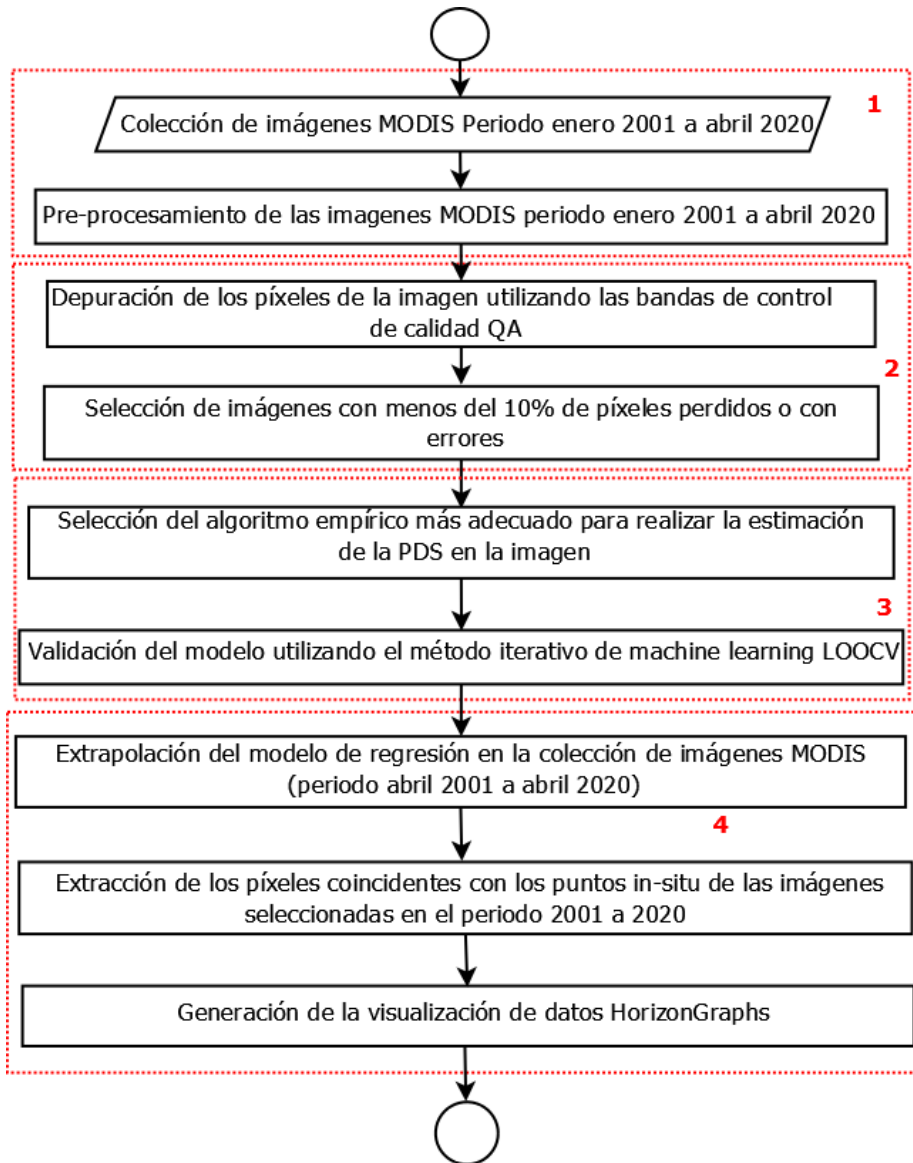 1
Colección de imágenes MODIS Periodo enero 2001 a abril 2020
Pre-procesamiento de las imagenes MODIS periodo enero 2001 a abril 2020
Depuración de los píxeles de la imagen utilizando las bandas de control
de calidad QA
2
Selección de imágenes con menos del 10% de píxeles perdidos o con
errores
Selección del algoritmo empírico más adecuado para realizar la estimación
de la PDS en la imagen
3
Validación del modelo utilizando el método iterativo de machine learning LOOCV
Extrapolación del modelo de regresión en la colección de imágenes MODIS
(periodo abril 2001 a abril 2020)
4
Extracción de los píxeles coincidentes con los puntos in-situ de las imágenes
seleccionadas en el periodo 2001 a 2020
Generación de la visualización de datos HorizonGraphs